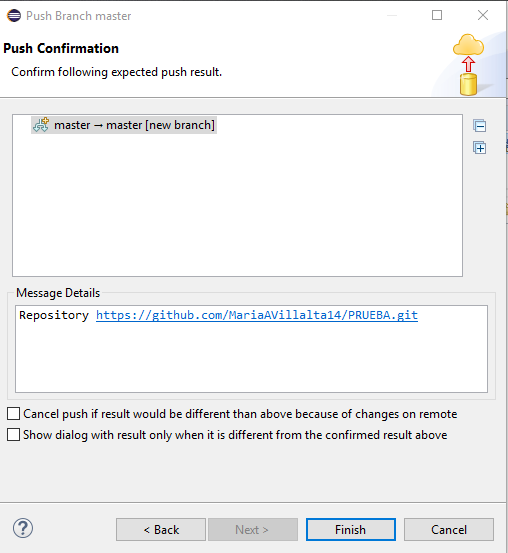 Push Branch master
Push Confirmation
Confirm following expected push result.
master → master [new branch]
Message Details
Repository https://github.com/MariaAVillalta14/PRUEBA.git
Cancel push if result would be different than above because of changes on remote
Show dialog with result only when it is different from the confirmed result above
? < Back Next > Finish Cancel